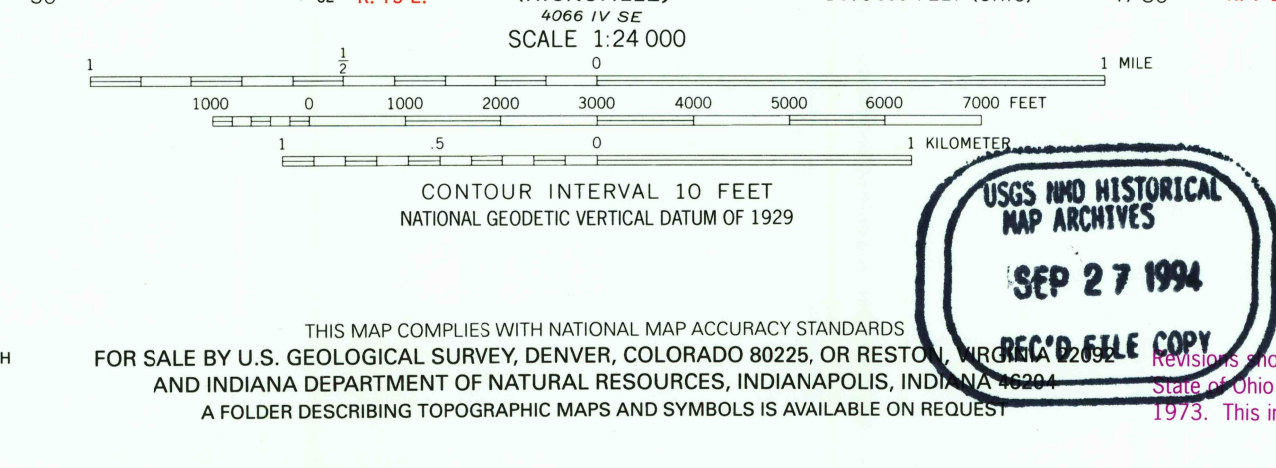 4066 IV SE
SCALE 1:24 000
1 1/2 0 1 MILE
1000 0 1000 2000 3000 4000 5000 6000 7000 FEET
1 .5 0 1 KILOMETER
CONTOUR INTERVAL 10 FEET
NATIONAL GEODETIC VERTICAL DATUM OF 1929
USGS NMD HISTORICAL
MAP ARCHIVES
SEP 27 1994
REC'D FILE COPY
THIS MAP COMPLIES WITH NATIONAL MAP ACCURACY STANDARDS
H FOR SALE BY U.S. GEOLOGICAL SURVEY, DENVER, COLORADO 80225, OR RESTON, VIRGINIA 22092
AND INDIANA DEPARTMENT OF NATURAL RESOURCES, INDIANAPOLIS, INDIANA 46204
A FOLDER DESCRIBING TOPOGRAPHIC MAPS AND SYMBOLS IS AVAILABLE ON REQUEST
Revisions
State of Ohio
1973. This